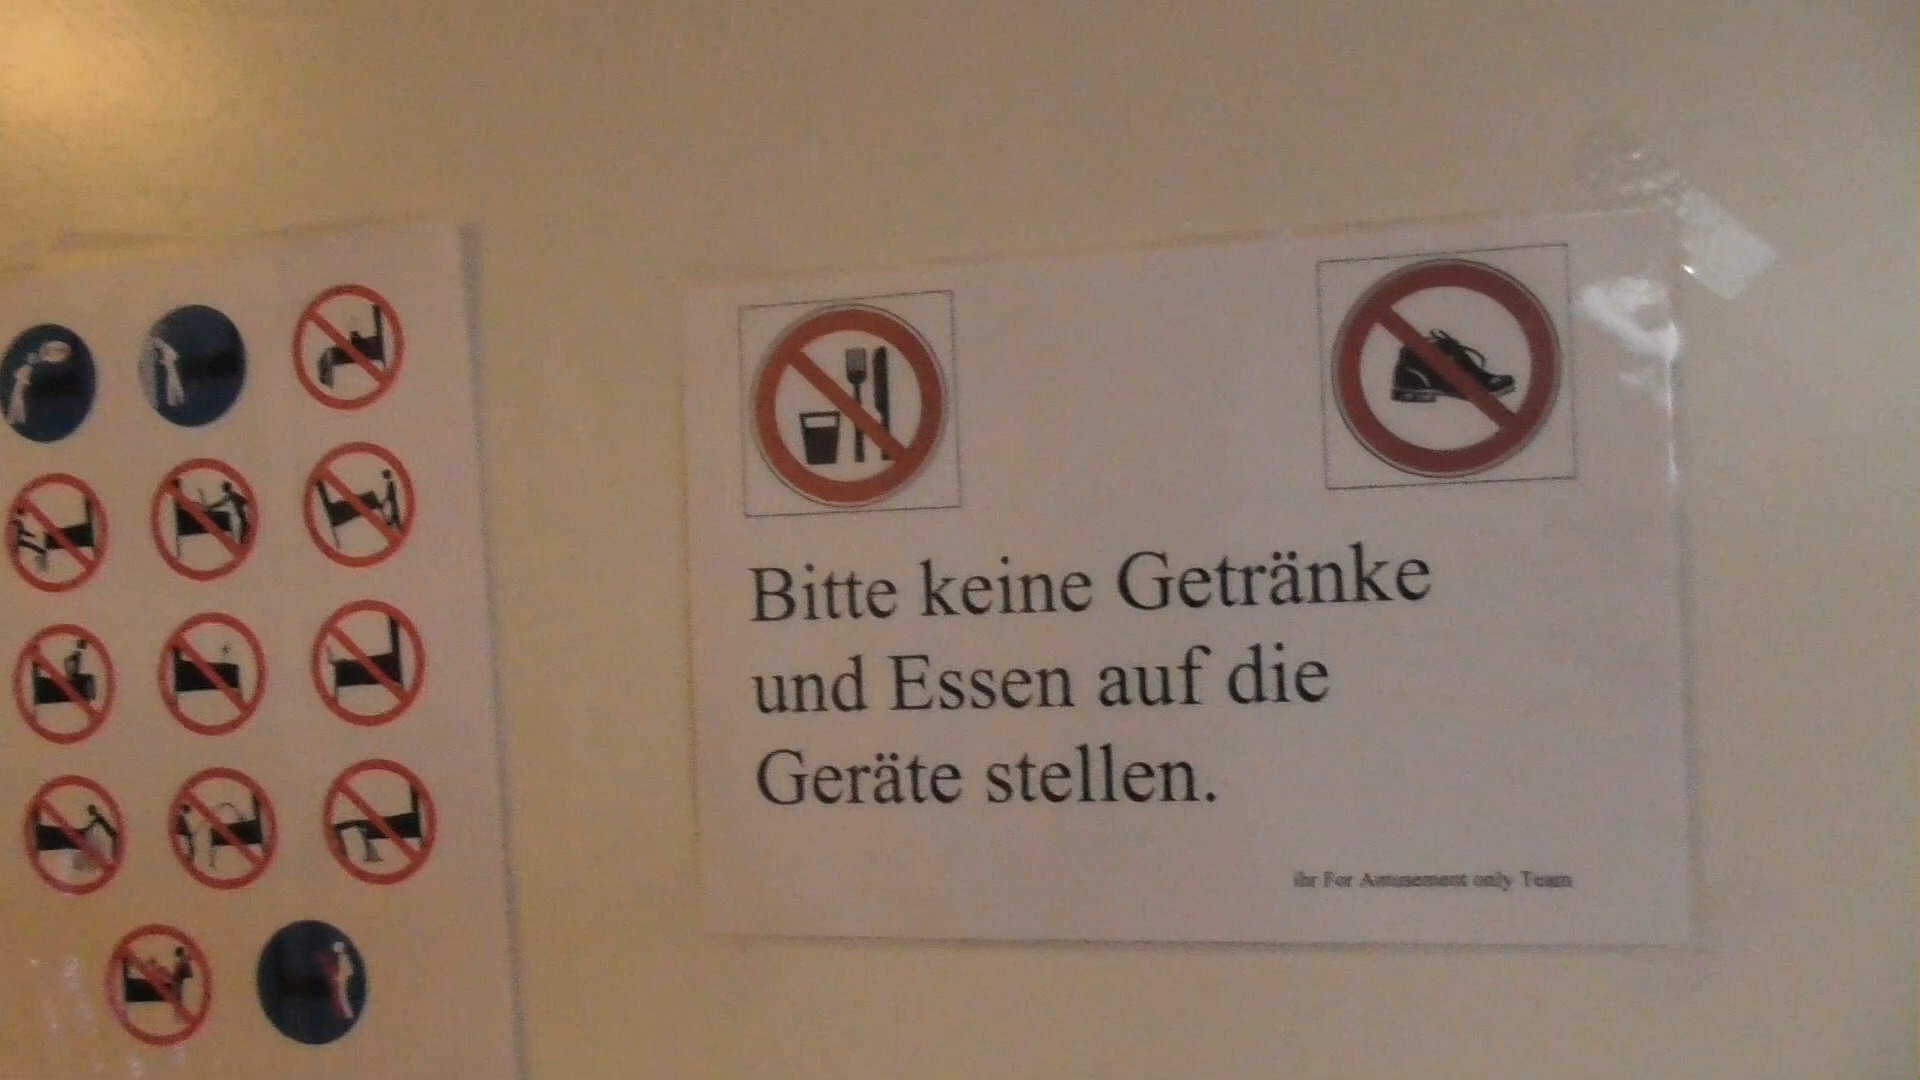 Bitte keine Getränke
und Essen auf die
Geräte stellen.
ihr For Amusement only Team